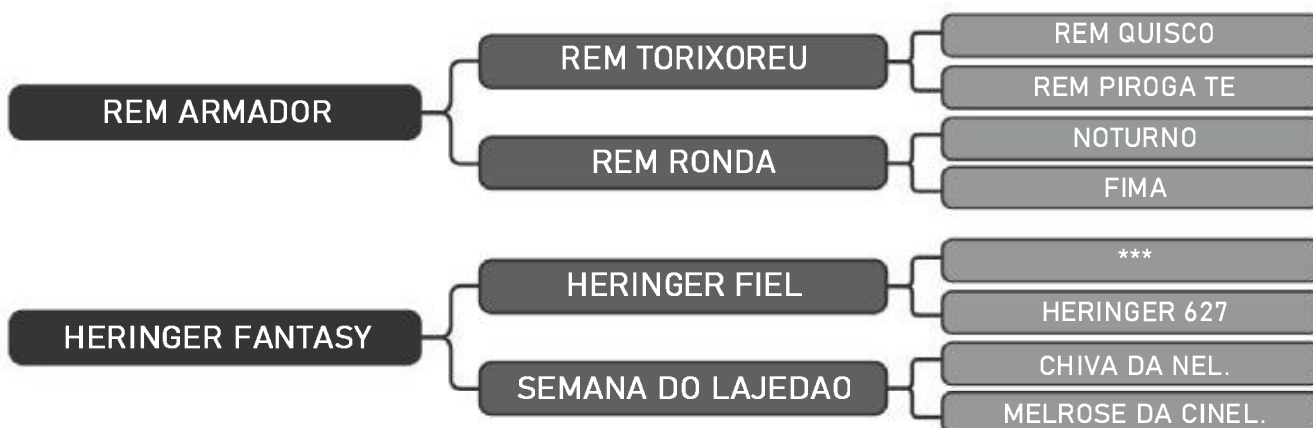 REM ARMADOR
REM TORIXOREU
REM QUISCO
REM PIROGA TE
REM RONDA
NOTURNO
FIMA
HERINGER FANTASY
HERINGER FIEL
***
HERINGER 627
SEMANA DO LAJEDAO
CHIVA DA NEL.
MELROSE DA CINEL.